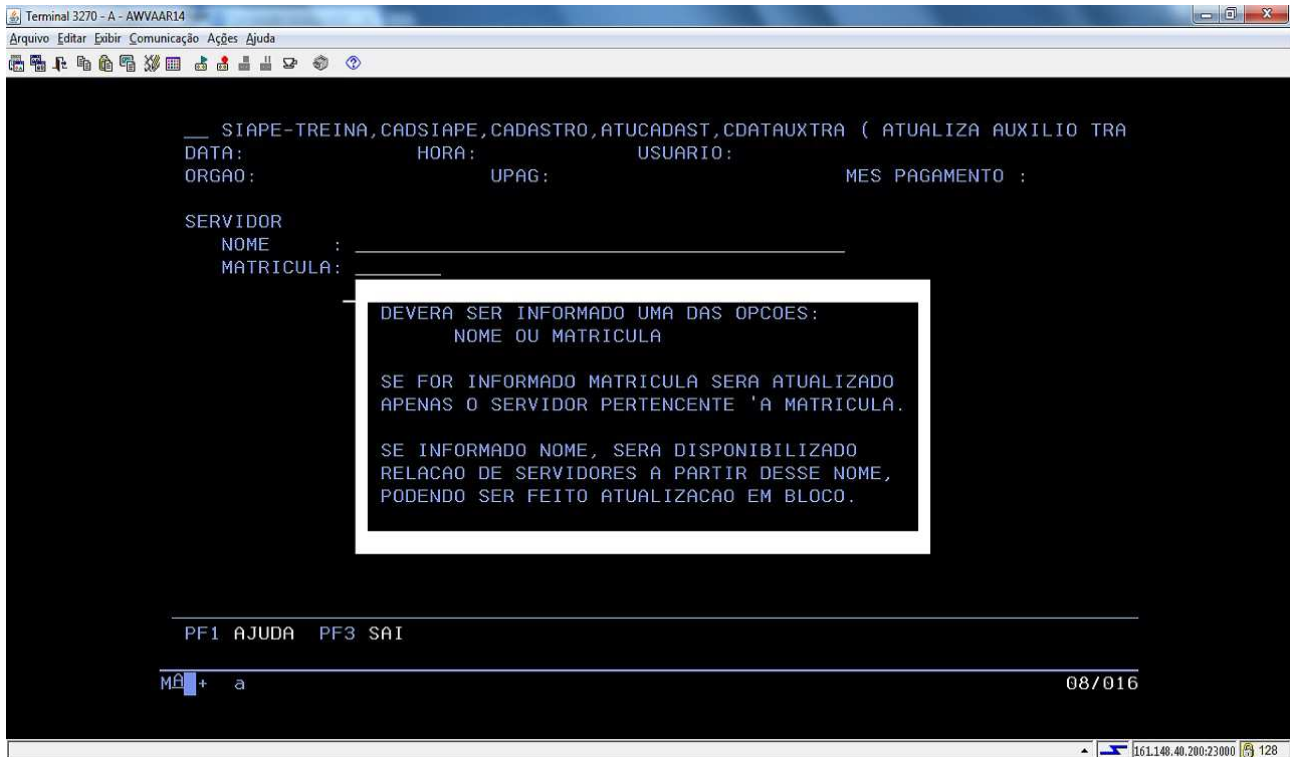 Terminal 3270 - A - AWVAAR14
Arquivo Editar Exibir Comunicação Ações Ajuda
__ SIAPE-TREINA,CADSIAPE,CADASTRO,ATUCADAST,CDATAUXTRA ( ATUALIZA AUXILIO TRA
DATA: HORA: USUARIO:
ORGAO: UPAG: MES PAGAMENTO :
SERVIDOR
NOME :
MATRICULA:
DEVERA SER INFORMADO UMA DAS OPCOES:
NOME OU MATRICULA
SE FOR INFORMADO MATRICULA SERA ATUALIZADO
APENAS O SERVIDOR PERTENCENTE 'A MATRICULA.
SE INFORMADO NOME, SERA DISPONIBILIZADO
RELACAO DE SERVIDORES A PARTIR DESSE NOME,
PODENDO SER FEITO ATUALIZACAO EM BLOCO.
PF1 AJUDA PF3 SAI
MA + a 08/016
161.148.40.200:23000 128